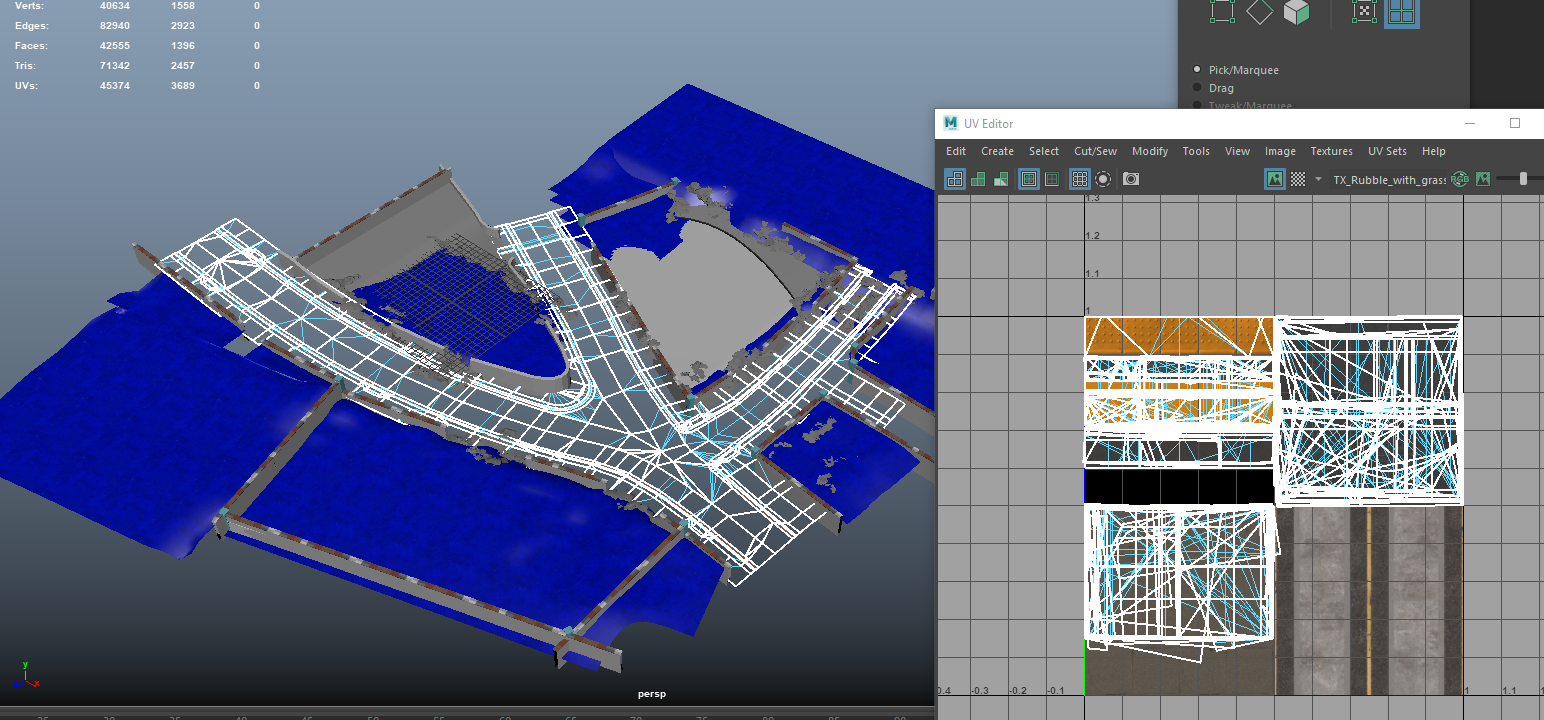 Verts: 40634 1558 0
Edges: 82940 2923 0
Faces: 42555 1396 0
Tris: 71342 2457 0
UVs: 45374 3689 0
Pick/Marquee
Drag
Tweak/Marquee
UV Editor
Edit Create Select Cut/Sew Modify Tools View Image Textures UV Sets Help
TX_Rubble_with_grass
1.3
1.2
1.1
1
0.4 -0.3 -0.2 -0.1 1 1.1
y
x
persp